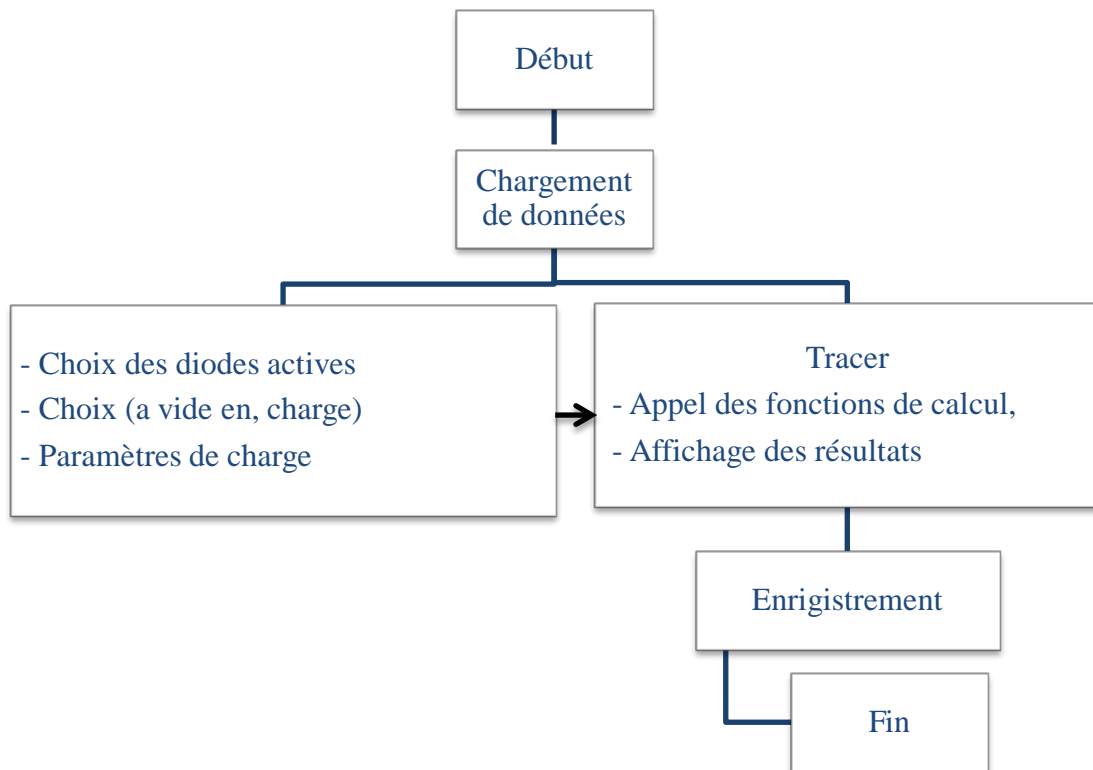 Début
Chargement
de données
- Choix des diodes actives
- Choix (a vide en, charge)
- Paramètres de charge
Tracer
- Appel des fonctions de calcul,
- Affichage des résultats
Enrigistrement
Fin